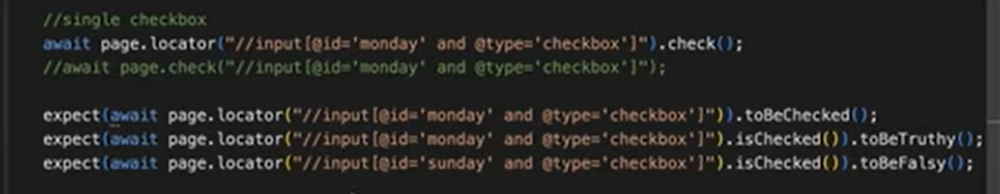 //single checkbox
await page.locator("//input[@id='monday' and @type='checkbox']").check();
//await page.check("//input[@id='monday' and @type='checkbox']");
expect(await page.locator("//input[@id='monday' and @type='checkbox']")).toBeChecked();
expect(await page.locator("//input[@id='monday' and @type='checkbox']").isChecked()).toBeTruthy();
expect(await page.locator("//input[@id='sunday' and @type='checkbox']").isChecked()).toBeFalsy();